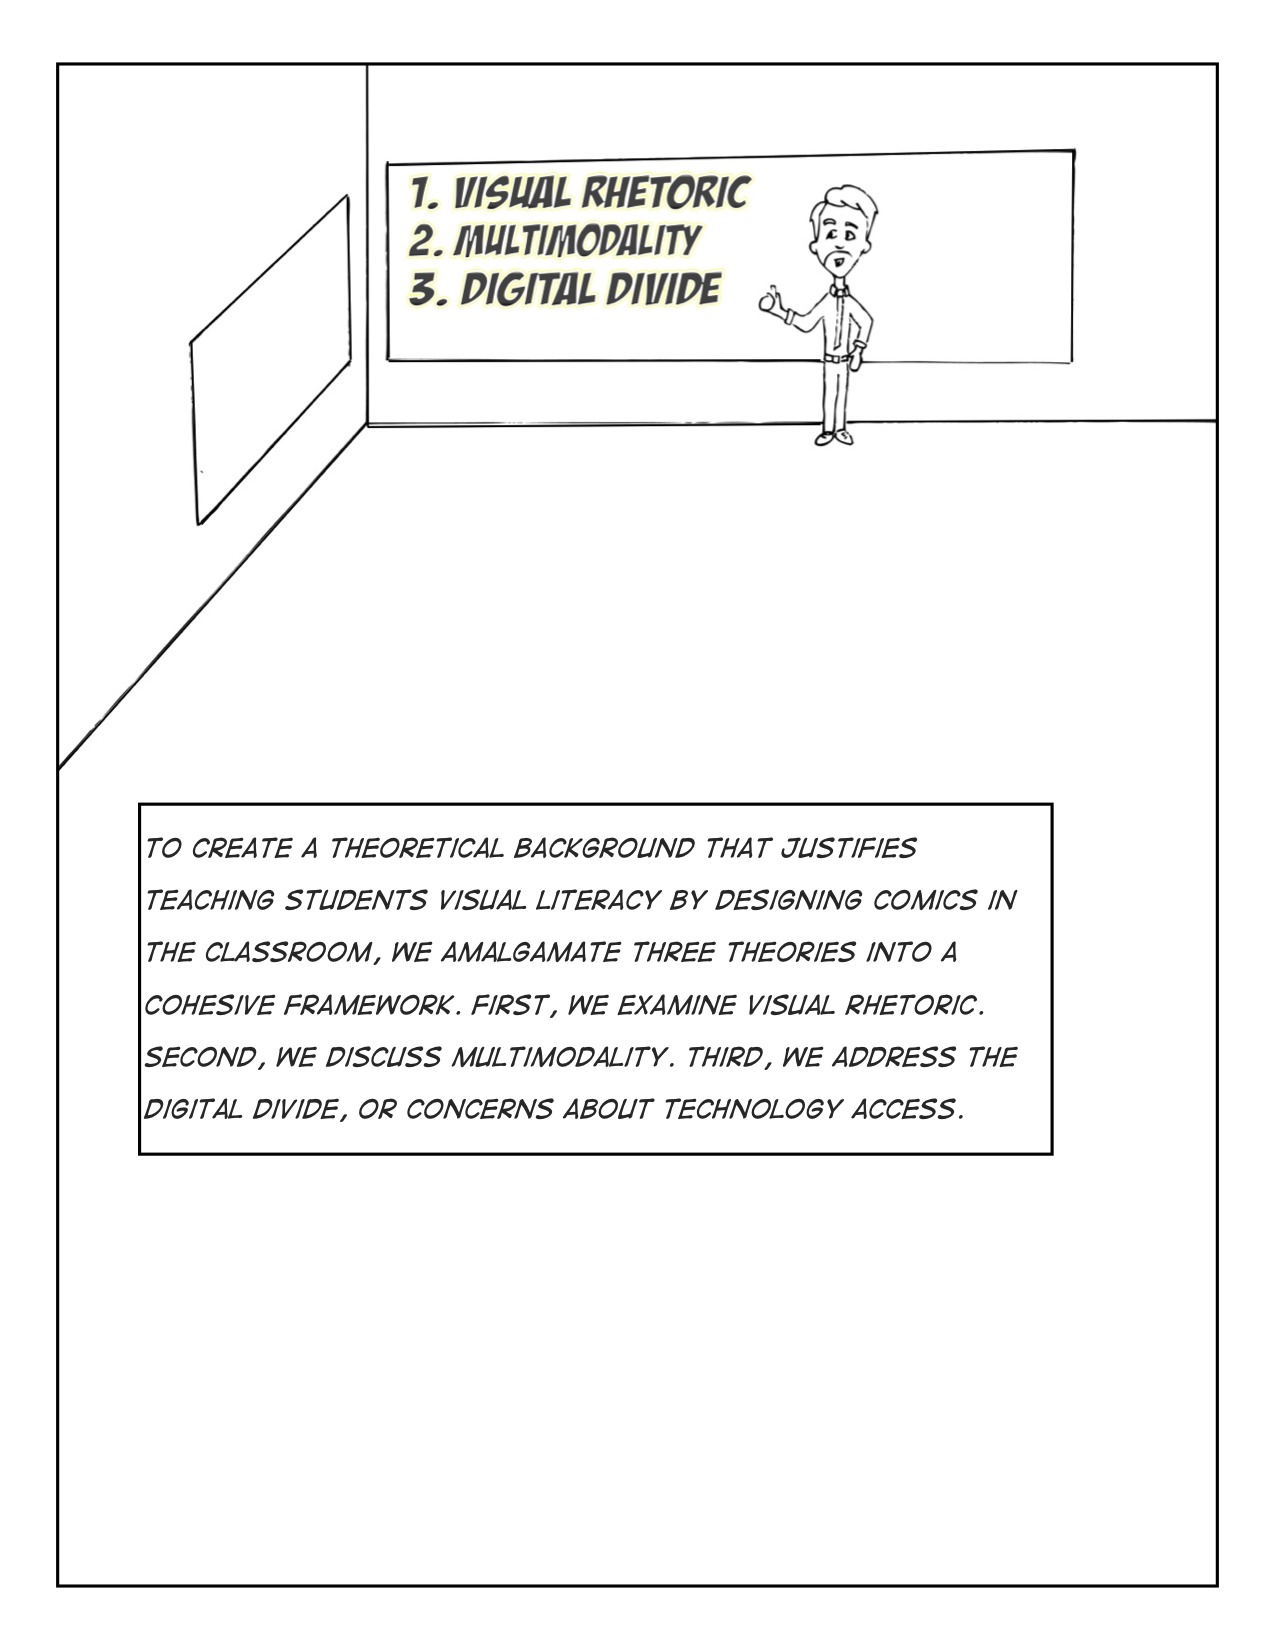 1. VISUAL RHETORIC
2. MULTIMODALITY
3. DIGITAL DIVIDE
TO CREATE A THEORETICAL BACKGROUND THAT JUSTIFIES
TEACHING STUDENTS VISUAL LITERACY BY DESIGNING COMICS IN
THE CLASSROOM, WE AMALGAMATE THREE THEORIES INTO A
COHESIVE FRAMEWORK. FIRST, WE EXAMINE VISUAL RHETORIC.
SECOND, WE DISCUSS MULTIMODALITY. THIRD, WE ADDRESS THE
DIGITAL DIVIDE, OR CONCERNS ABOUT TECHNOLOGY ACCESS.